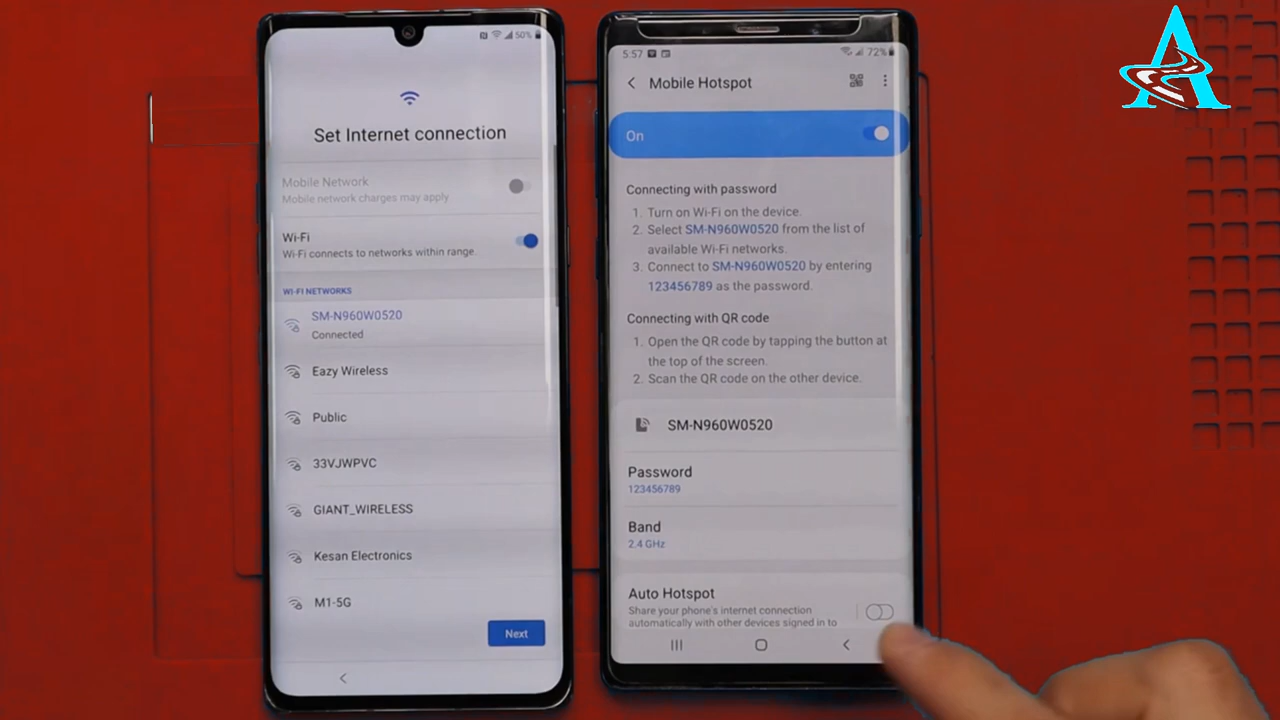 50%
Set Internet connection
Mobile Network
Mobile network charges may apply
Wi-Fi
Wi-Fi connects to networks within range.
WI-FI NETWORKS
SM-N960W0520
Connected
Eazy Wireless
Public
33VJWPVC
GIANT_WIRELESS
Kesan Electronics
M1-5G
Next
5:57
72%
Mobile Hotspot
On
Connecting with password
1. Turn on Wi-Fi on the device.
2. Select SM-N960W0520 from the list of
available Wi-Fi networks.
3. Connect to SM-N960W0520 by entering
123456789 as the password.
Connecting with QR code
1. Open the QR code by tapping the button at
the top of the screen.
2. Scan the QR code on the other device.
SM-N960W0520
Password
123456789
Band
2.4 GHz
Auto Hotspot
Share your phone's internet connection
automatically with other devices signed in to
A